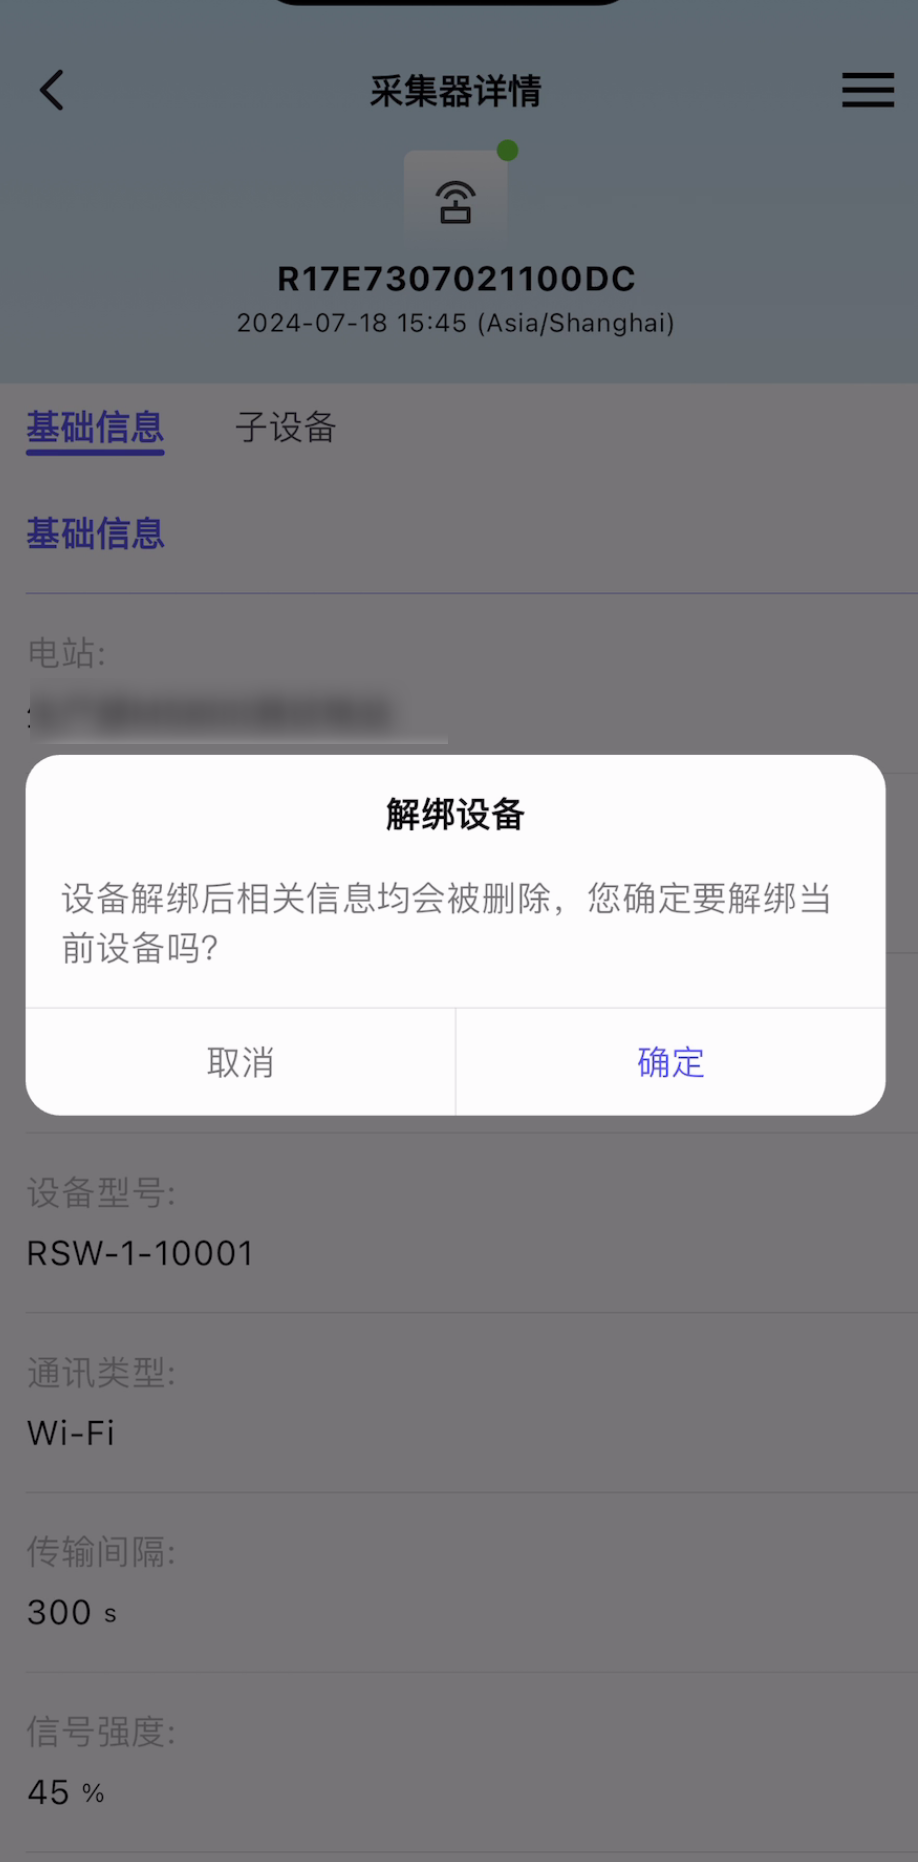 采集器详情
R17E7307021100DC
2024-07-18 15:45 (Asia/Shanghai)
基础信息
子设备
基础信息
电站:
解绑设备
设备解绑后相关信息均会被删除，您确定要解绑当
前设备吗?
取消
确定
设备型号:
RSW-1-10001
通讯类型:
Wi-Fi
传输间隔:
300 s
信号强度:
45 %